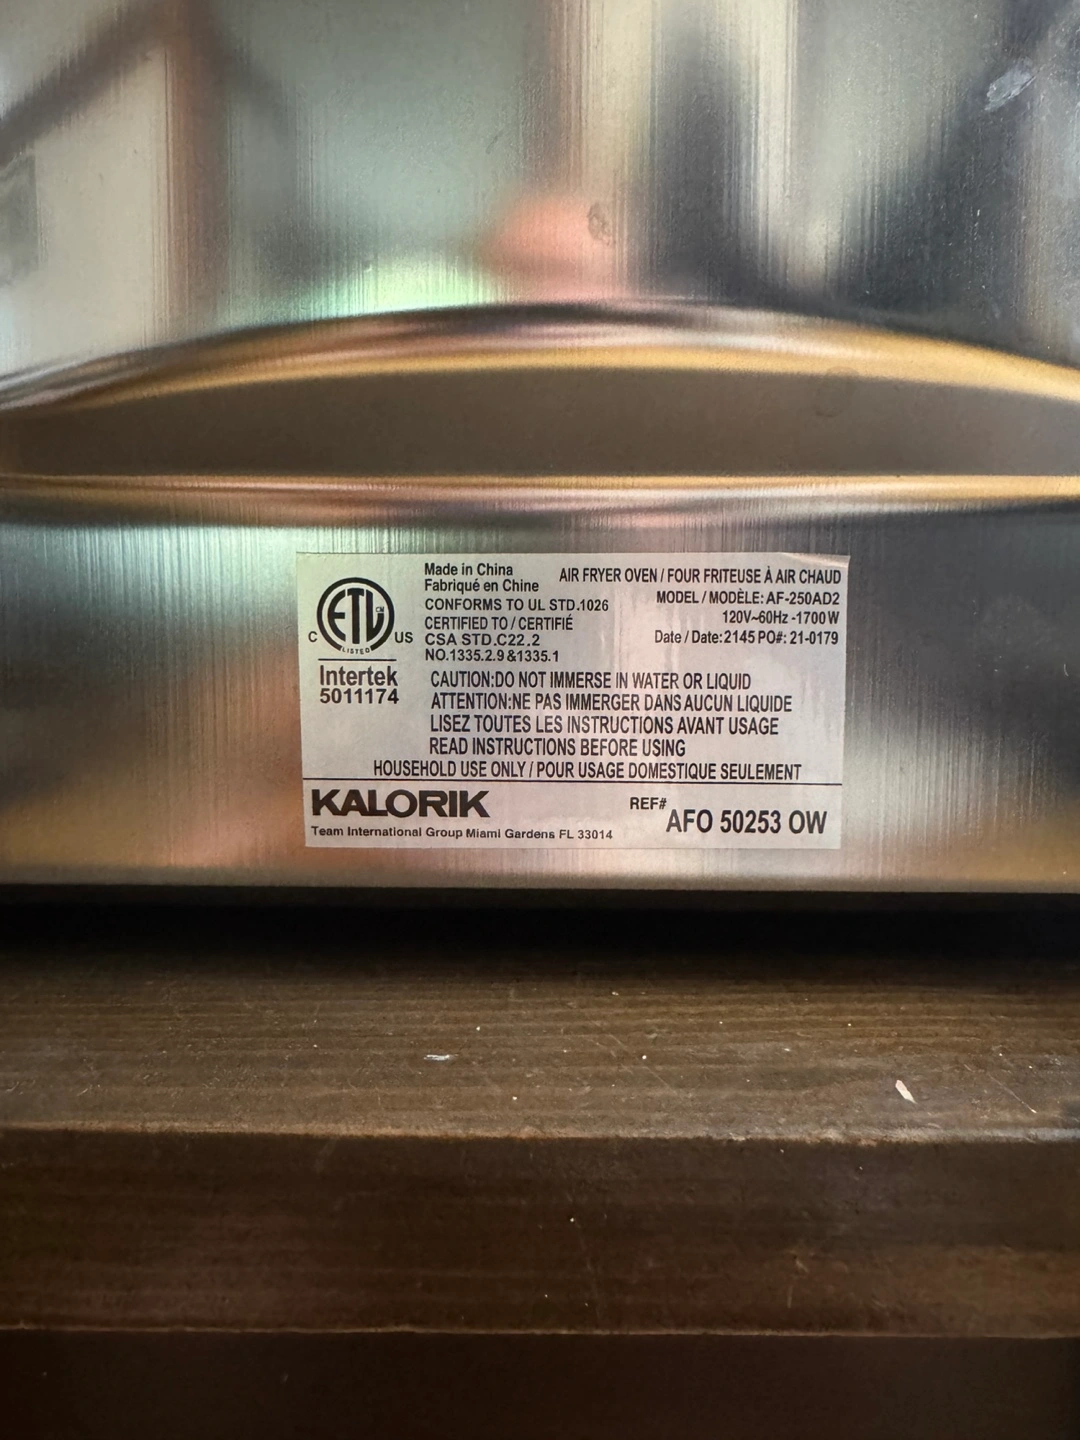 Made in China
Fabriqué en Chine
AIR FRYER OVEN / FOUR FRITEUSE À AIR CHAUD
CONFORMS TO UL STD.1026
MODEL / MODÈLE: AF-250AD2
CERTIFIED TO / CERTIFIÉ
120V~60Hz -1700W
CSA STD.C22.2
Date / Date: 2145 PO#: 21-0179
NO.1335.2.9 &1335.1
ETL CM
LISTED
C US
Intertek
5011174
CAUTION:DO NOT IMMERSE IN WATER OR LIQUID
ATTENTION:NE PAS IMMERGER DANS AUCUN LIQUIDE
LISEZ TOUTES LES INSTRUCTIONS AVANT USAGE
READ INSTRUCTIONS BEFORE USING
HOUSEHOLD USE ONLY / POUR USAGE DOMESTIQUE SEULEMENT
KALORIK
Team International Group Miami Gardens FL 33014
REF# AFO 50253 OW